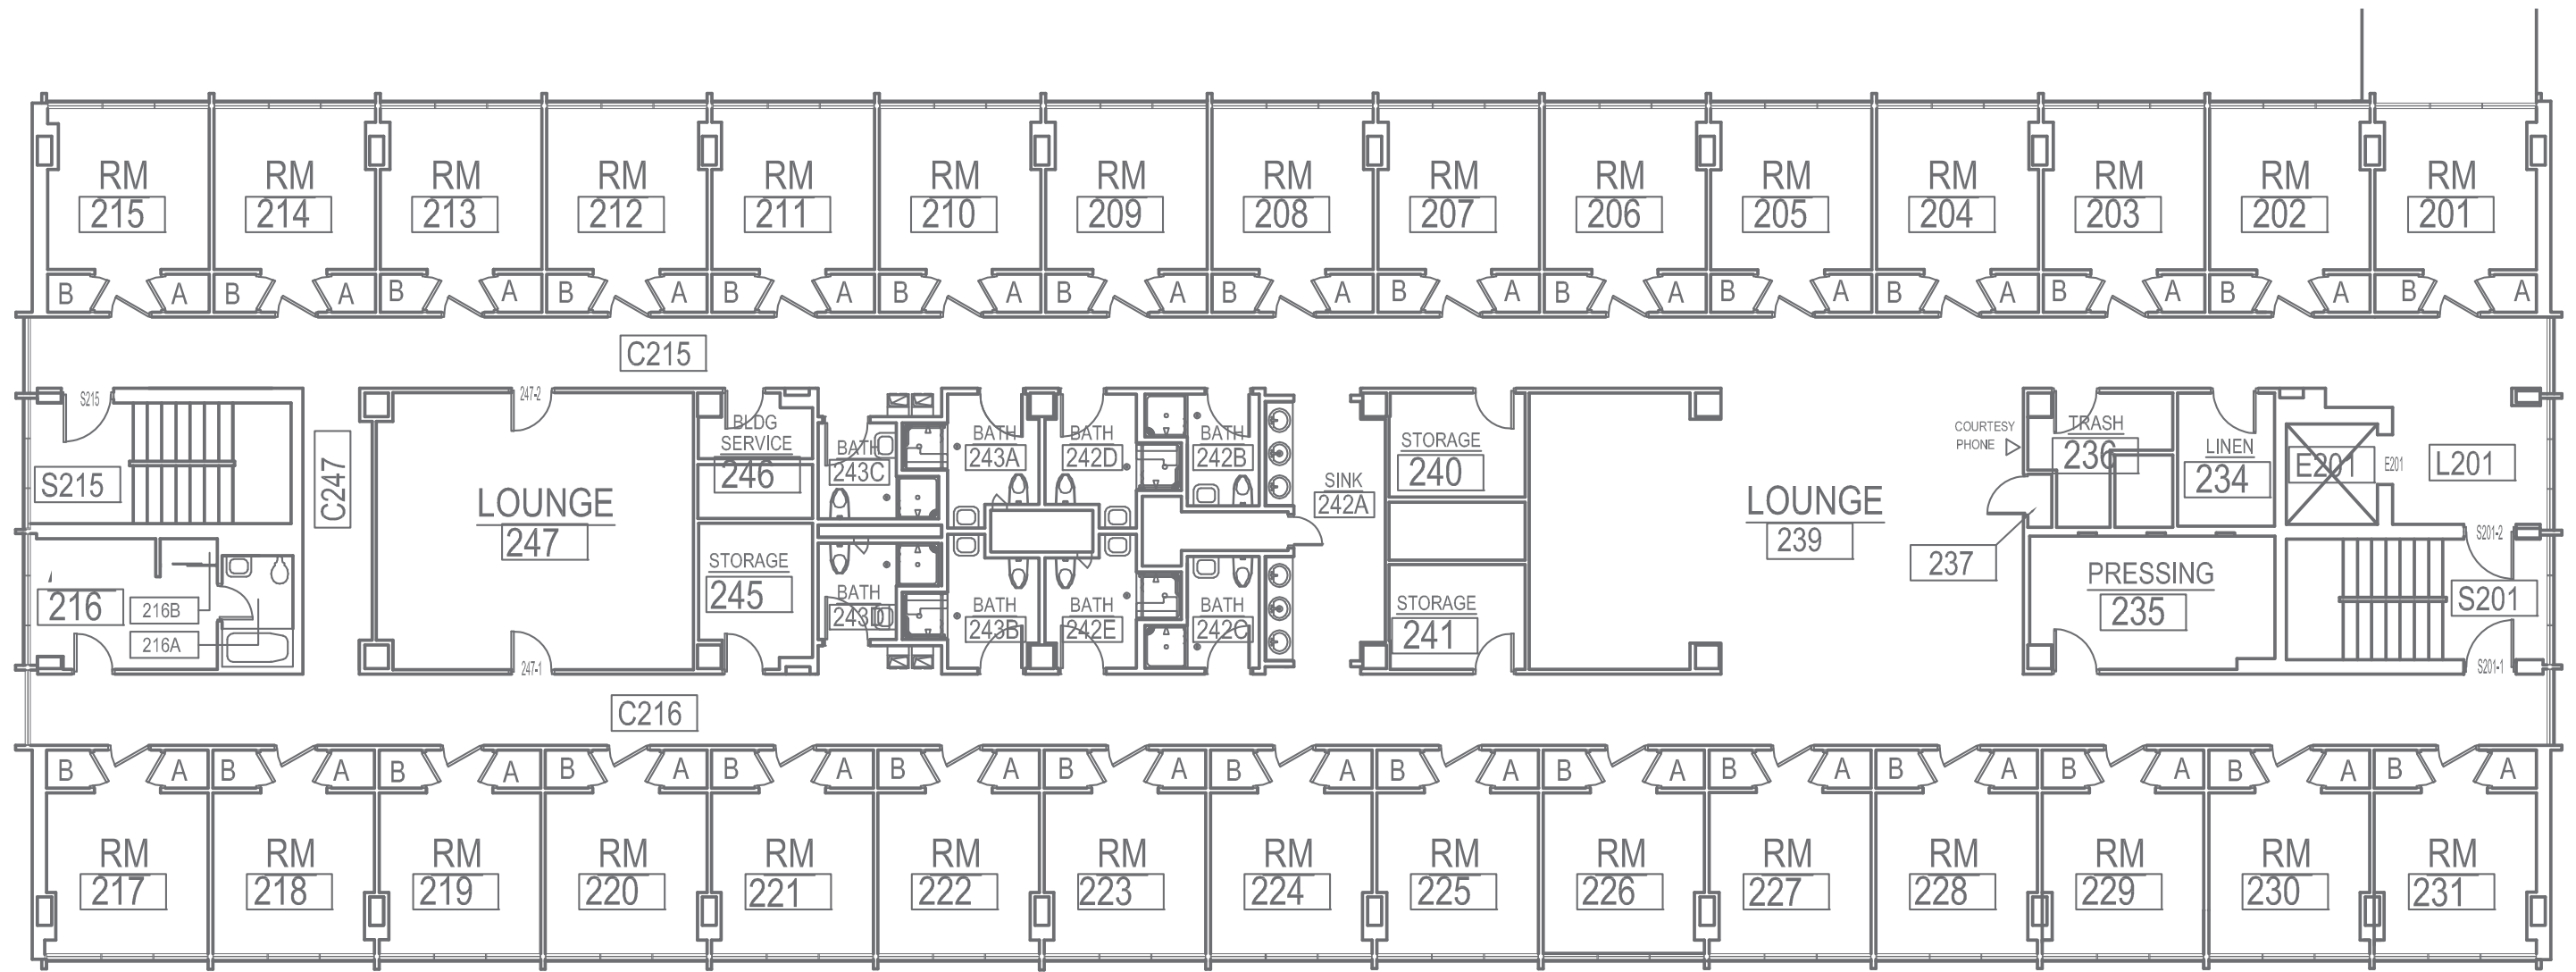 RM RM RM RM RM RM RM RM RM RM RM RM RM RM RM
215 214 213 212 211 210 209 208 207 206 205 204 203 202 201
B A B A B A B A B A B A B A B A B A B A B A B A B A B A B A
C215
S215
247-2
BLDG
SERVICE
246
BATH
243C
BATH
243A
BATH
242D
BATH
242B
SINK
242A
STORAGE
240
COURTESY
PHONE
TRASH
236
LINEN
234
E201
E201
L201
S215
C247
LOUNGE
247
LOUNGE
239
S201-2
216
216B
216A
STORAGE
245
BATH
243D
BATH
243B
BATH
242E
BATH
242C
STORAGE
241
237
PRESSING
235
S201
247-1
S201-1
C216
B A B A B A B A B A B A B A B A B A B A B A B A B A B A B A
RM RM RM RM RM RM RM RM RM RM RM RM RM RM RM
217 218 219 220 221 222 223 224 225 226 227 228 229 230 231